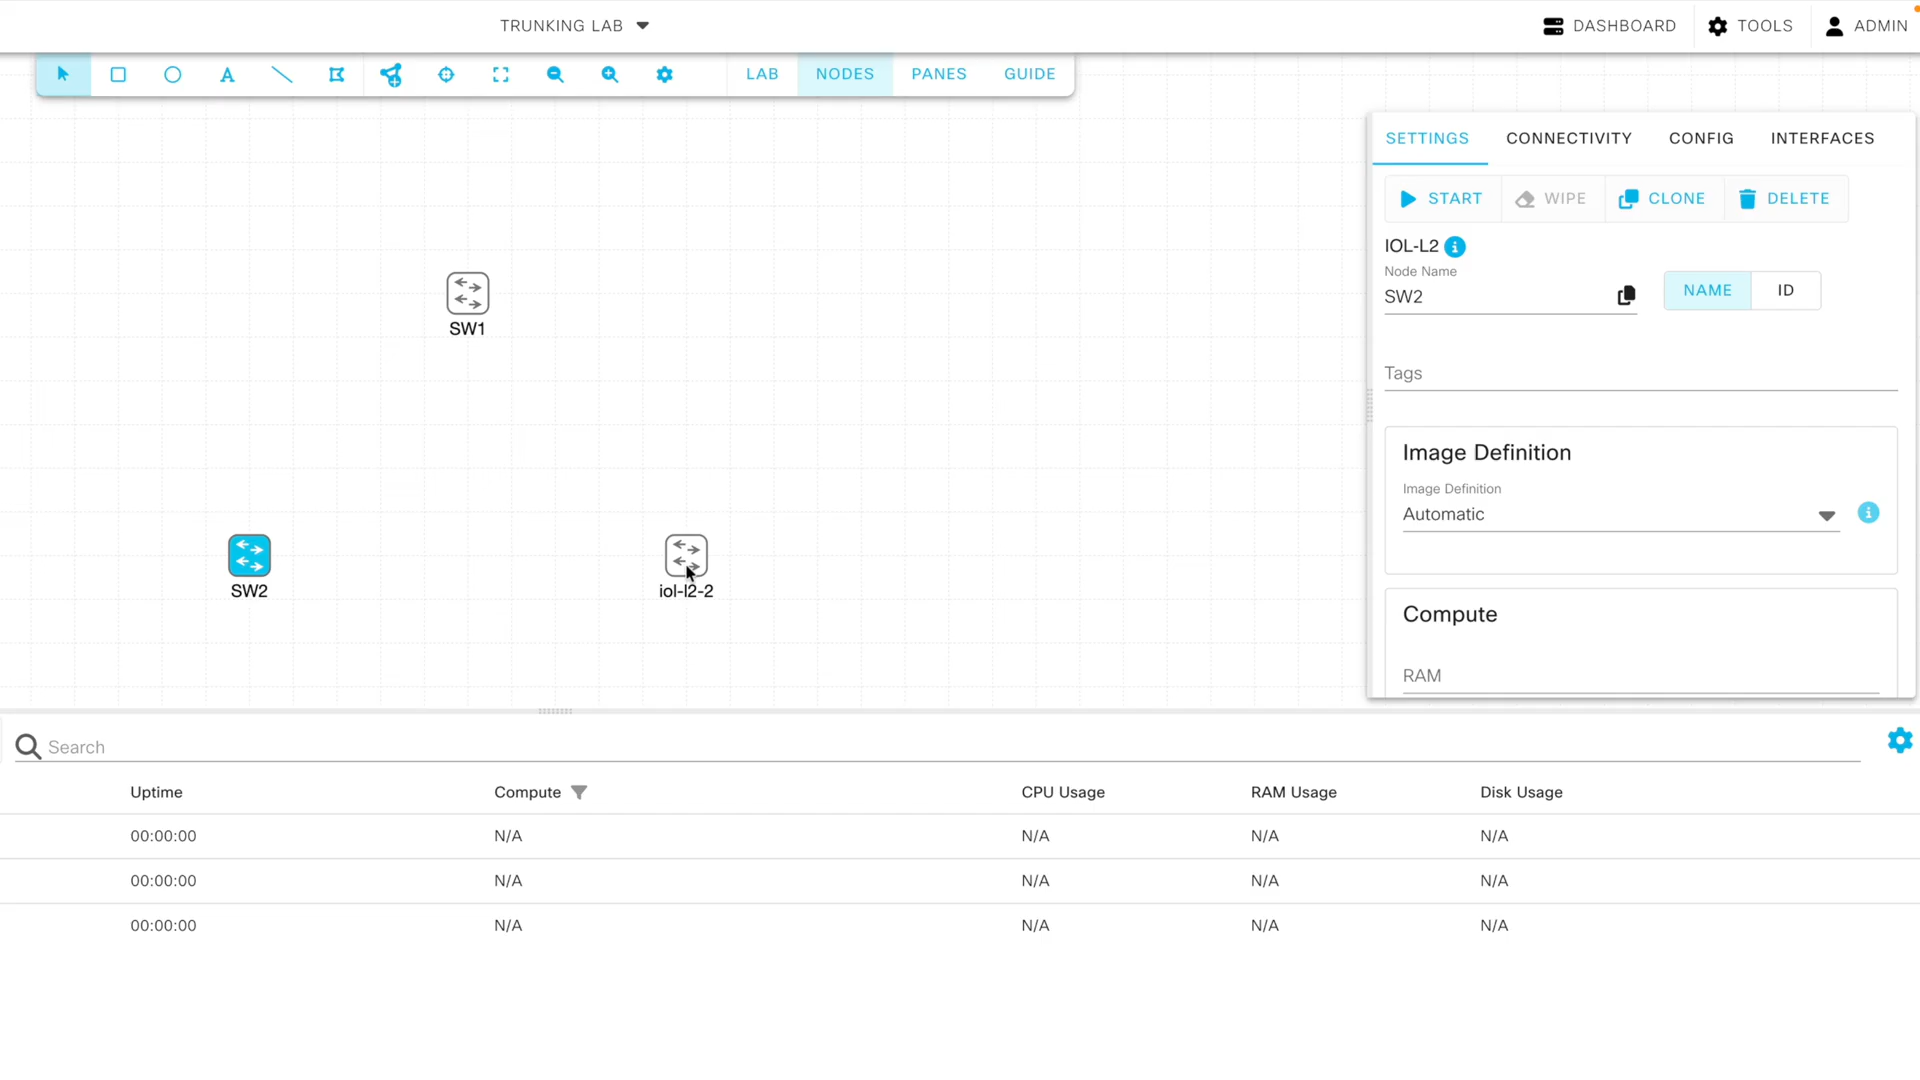 TRUNKING LAB
DASHBOARD
TOOLS
ADMIN
A
LAB
NODES
PANES
GUIDE
SETTINGS
CONNECTIVITY
CONFIG
INTERFACES
START
WIPE
CLONE
DELETE
IOL-L2
Node Name
SW2
NAME
ID
Tags
Image Definition
Image Definition
Automatic
Compute
RAM
SW1
SW2
iol-l2-2
Search
Uptime Compute CPU Usage RAM Usage Disk Usage
00:00:00 N/A N/A N/A N/A
00:00:00 N/A N/A N/A N/A
00:00:00 N/A N/A N/A N/A